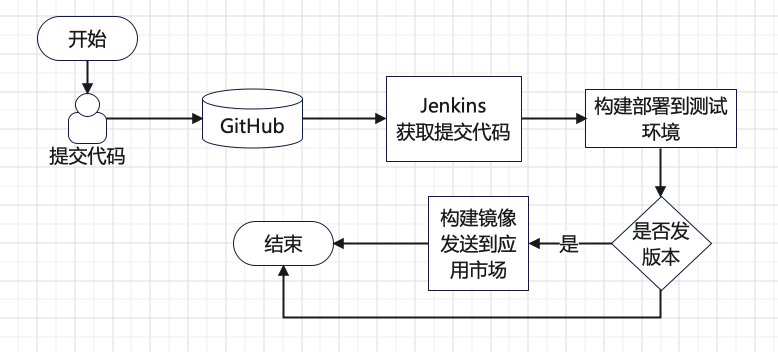 开始
提交代码
GitHub
Jenkins
获取提交代码
构建部署到测试
环境
是否发
版本
是
构建镜像
发送到应
用市场
结束